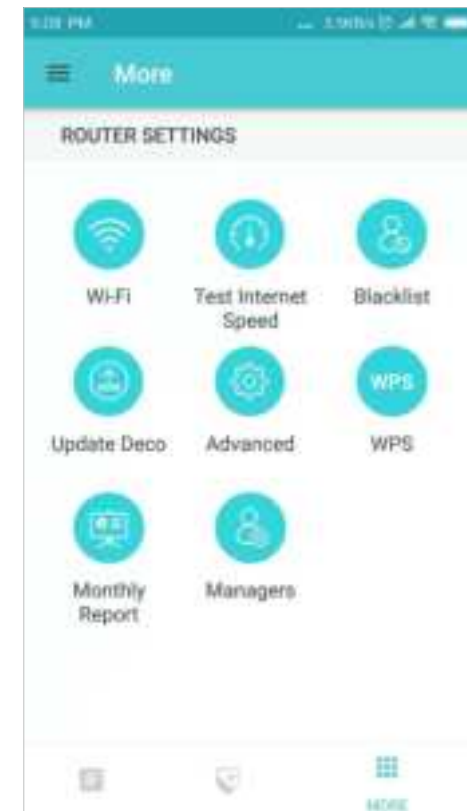 More
ROUTER SETTINGS
Wi-Fi
Test Internet
Speed
Blacklist
Update Deco
Advanced
WPS
WPS
Monthly
Report
Managers
MORE